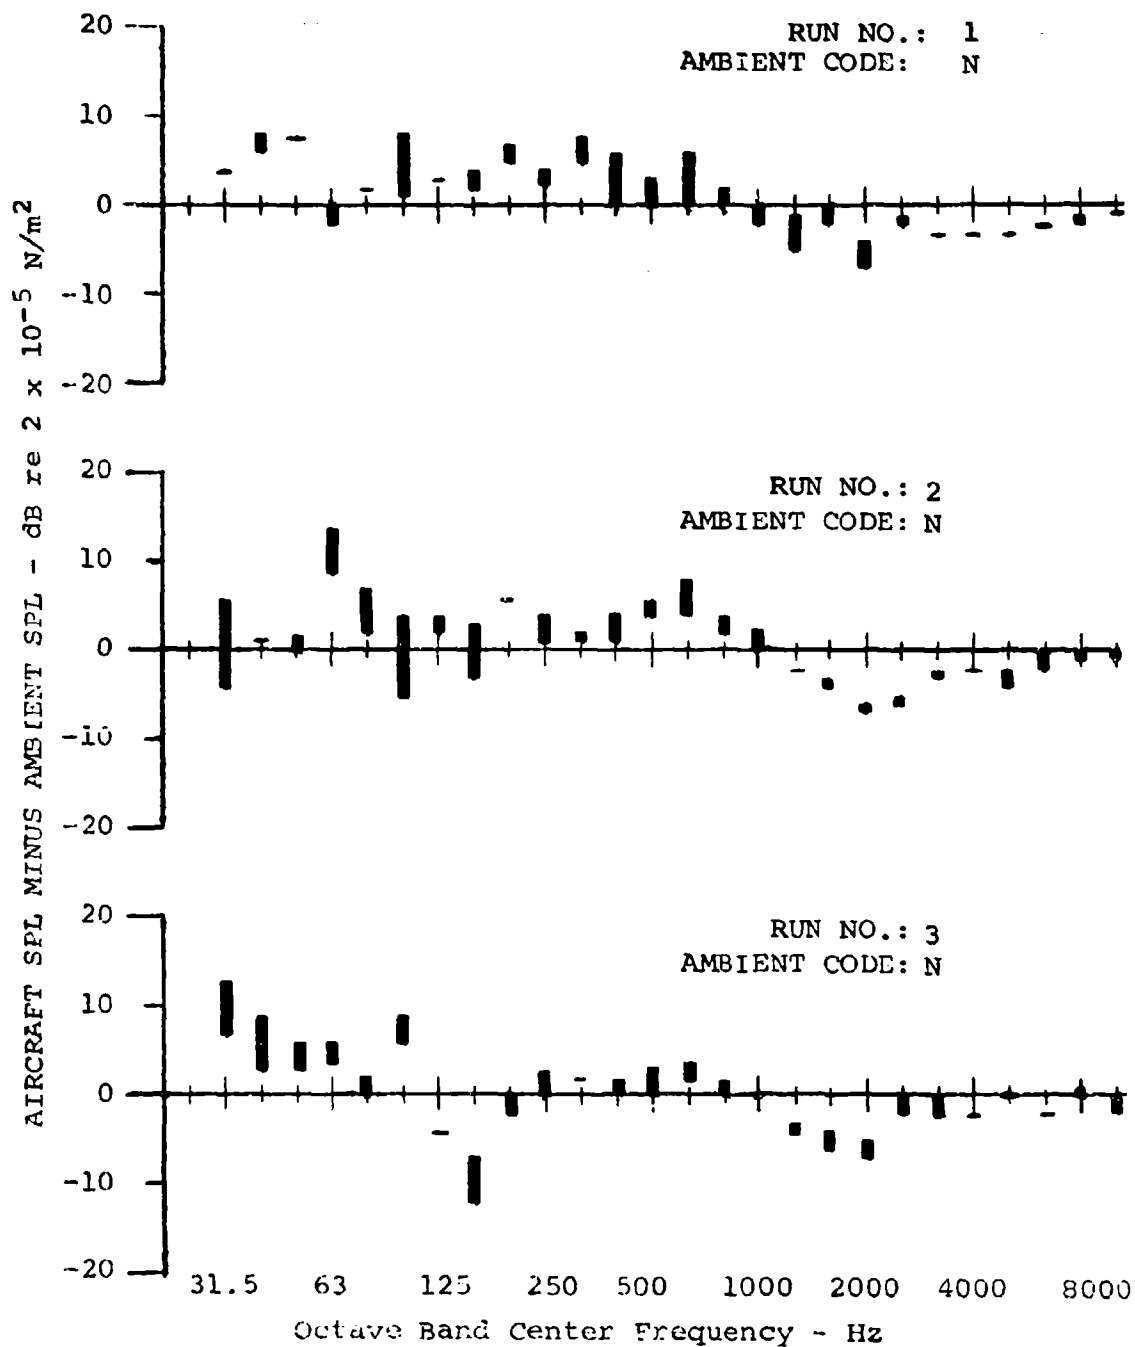 AIRCRAFT SPL MINUS AMBIENT SPL - dB re 2 x 10-5 N/m2
20
10
0
-10
-20
RUN NO.: 1
AMBIENT CODE: N
20
10
0
-10
-20
RUN NO.: 2
AMBIENT CODE: N
20
10
0
-10
-20
RUN NO.: 3
AMBIENT CODE: N
31.5 63 125 250 500 1000 2000 4000 8000
Octave Band Center Frequency - Hz